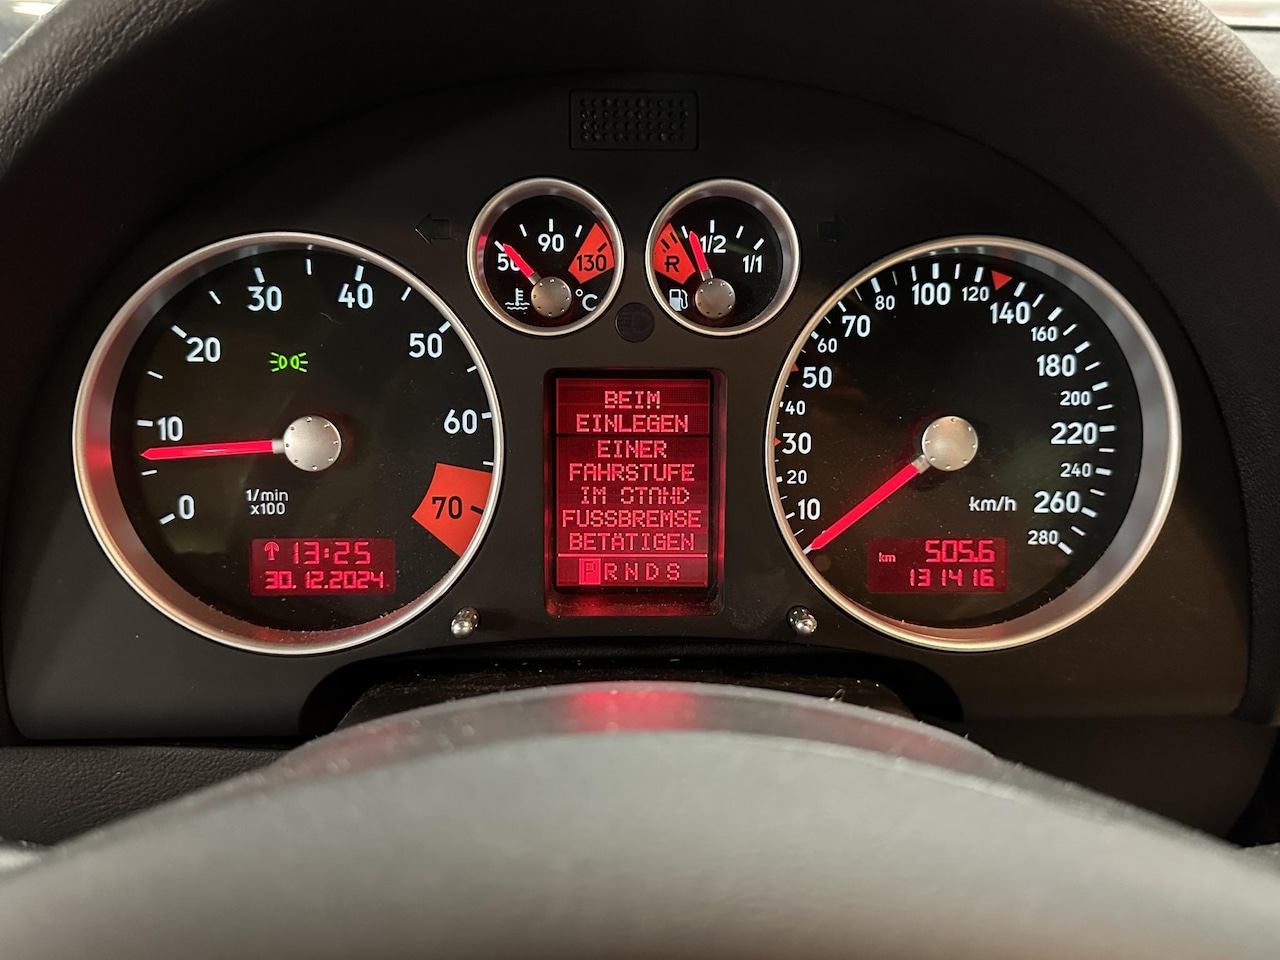 50
90
130
°C
R
1/2
1/1
0
10
20
30
40
50
60
70
1/min
x100
13:25
30.12.2024
BEIM
EINLEGEN
EINER
FAHRSTUFE
IM STAND
FUSSBREMSE
BETÄTIGEN
P R N D S
10
20
30
40
50
60
70
80
100
120
140
160
180
200
220
240
260
280
km/h
km 505.6
131416